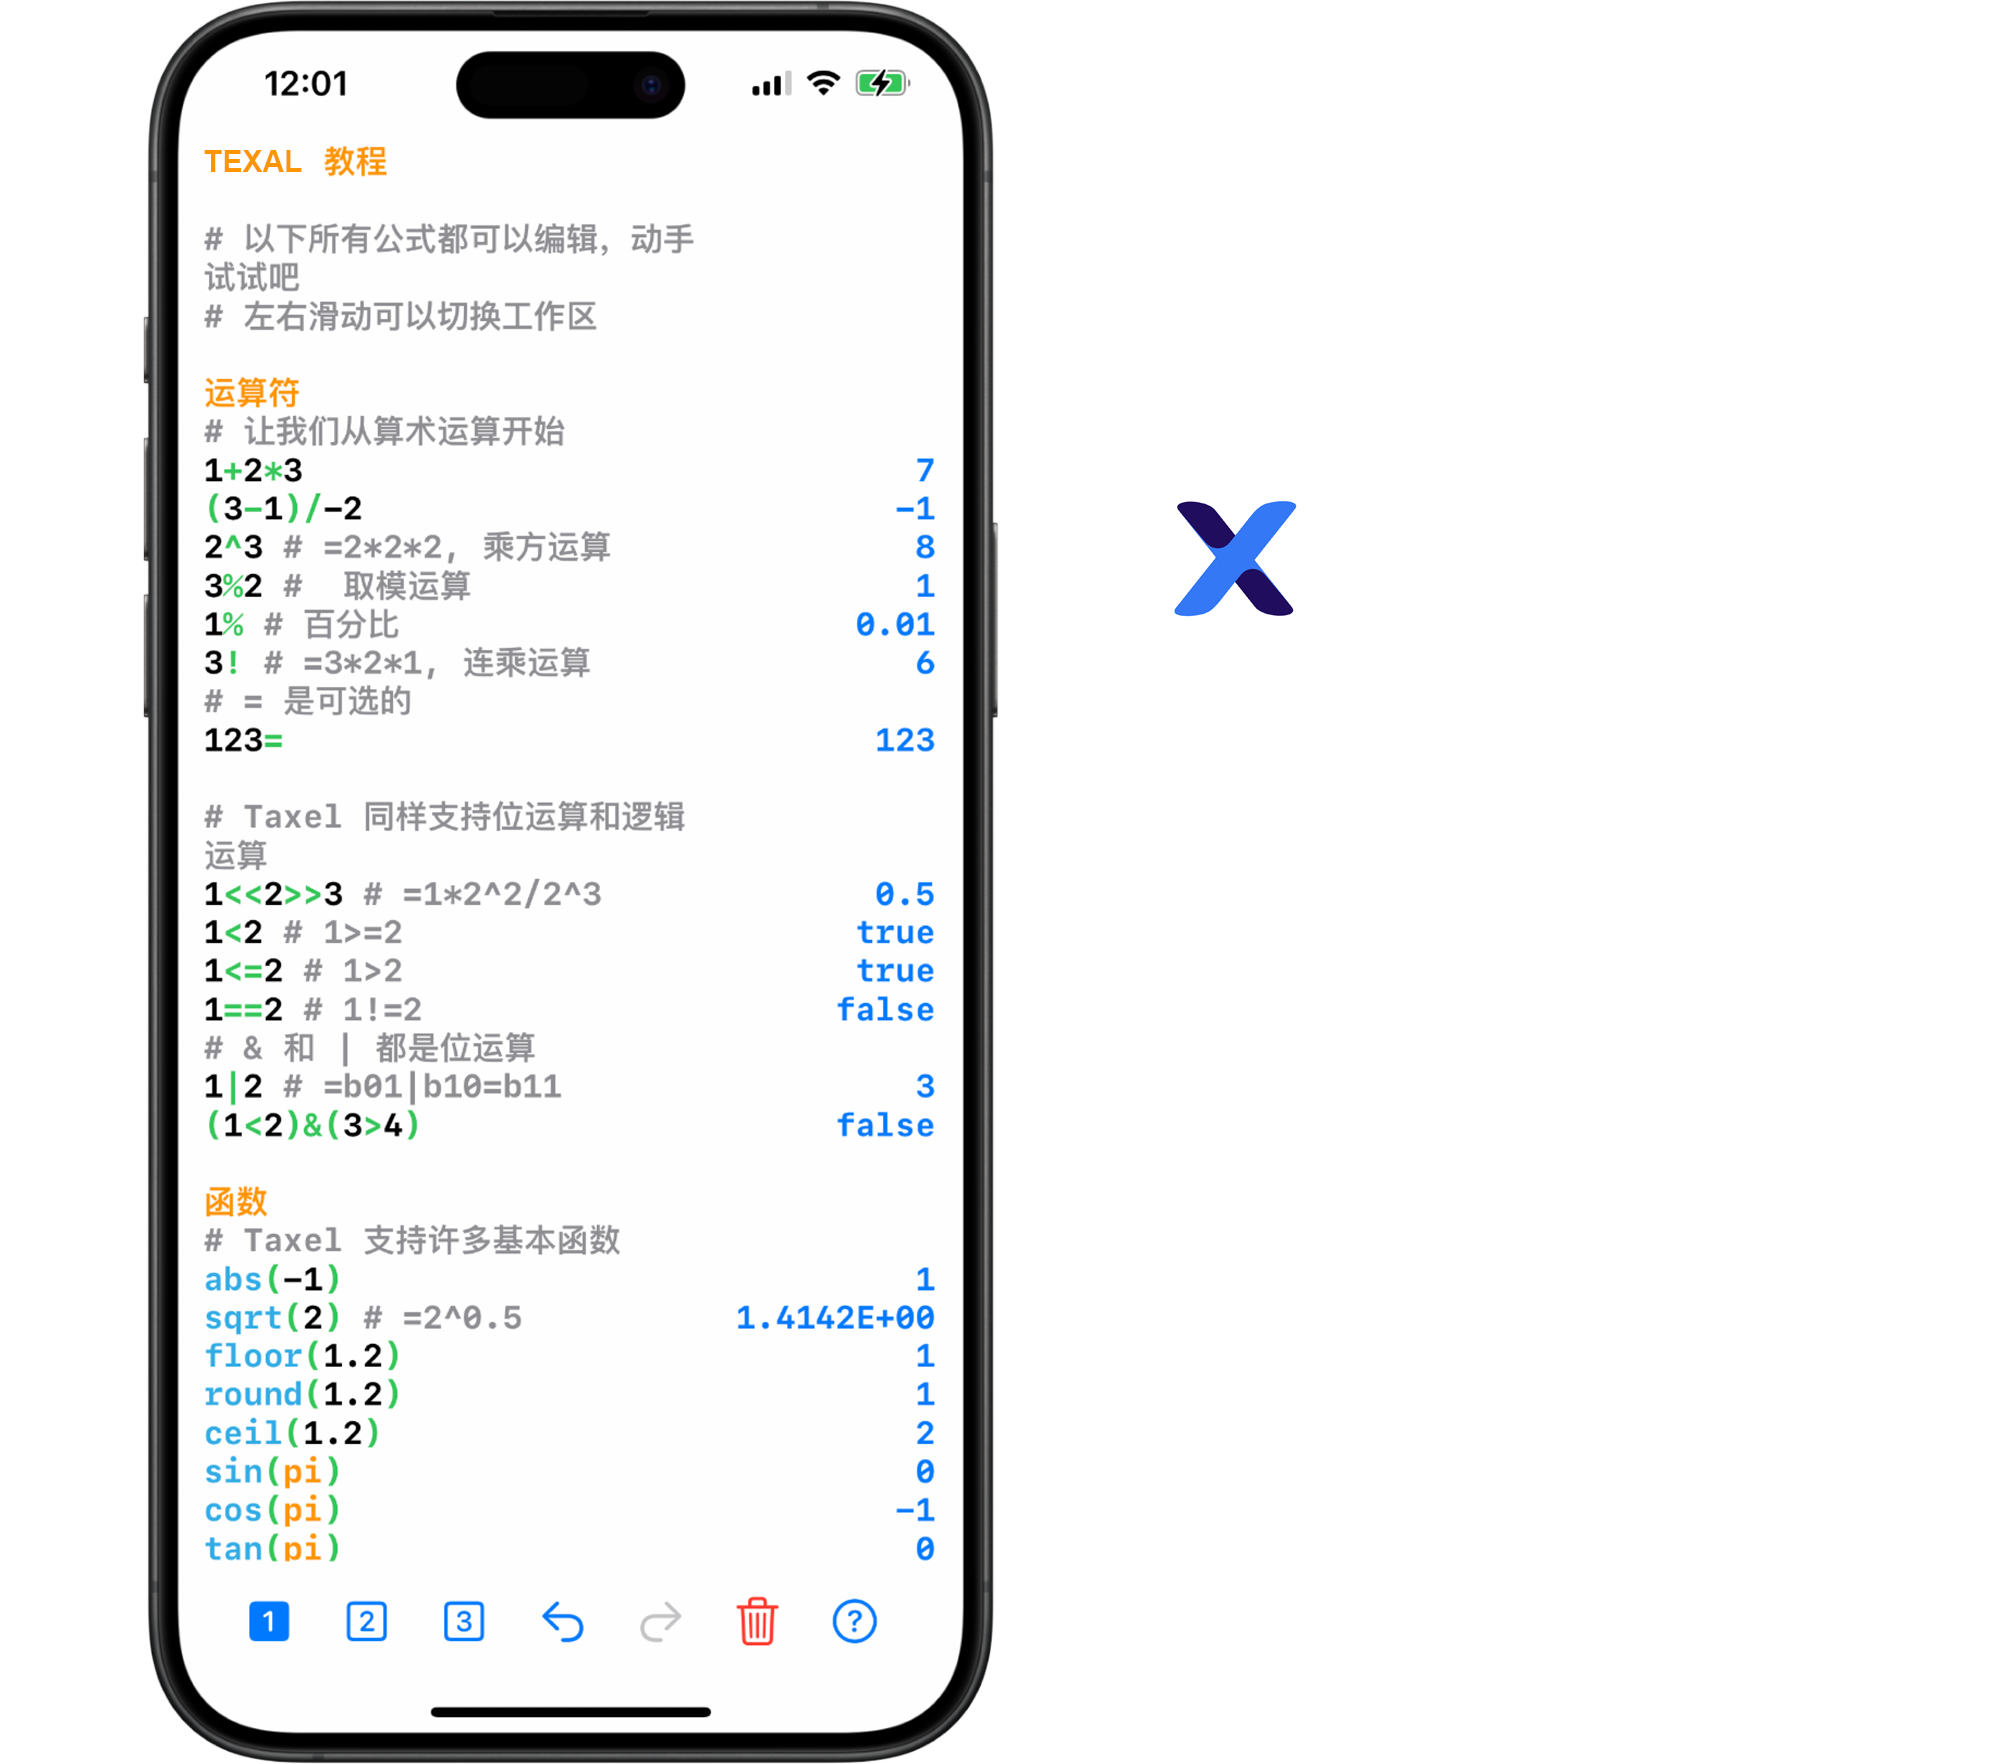 12:01
TEXAL 教程
# 以下所有公式都可以编辑，动手
试试吧
# 左右滑动可以切换工作区
运算符
# 让我们从算术运算开始
1+2*3 7
(3-1)/-2 -1
2^3 # =2*2*2, 乘方运算 8
3%2 #  取模运算 1
1% # 百分比 0.01
3! # =3*2*1, 连乘运算 6
# = 是可选的
123= 123
# Taxel 同样支持位运算和逻辑
运算
1<<2>>3 # =1*2^2/2^3 0.5
1<2 # 1>=2 true
1<=2 # 1>2 true
1==2 # 1!=2 false
# & 和 | 都是位运算
1|2 # =b01|b10=b11 3
(1<2)&(3>4) false
函数
# Taxel 支持许多基本函数
abs(-1) 1
sqrt(2) # =2^0.5 1.4142E+00
floor(1.2) 1
round(1.2) 1
ceil(1.2) 2
sin(pi) 0
cos(pi) -1
tan(pi) 0
1 2 3 ?
X